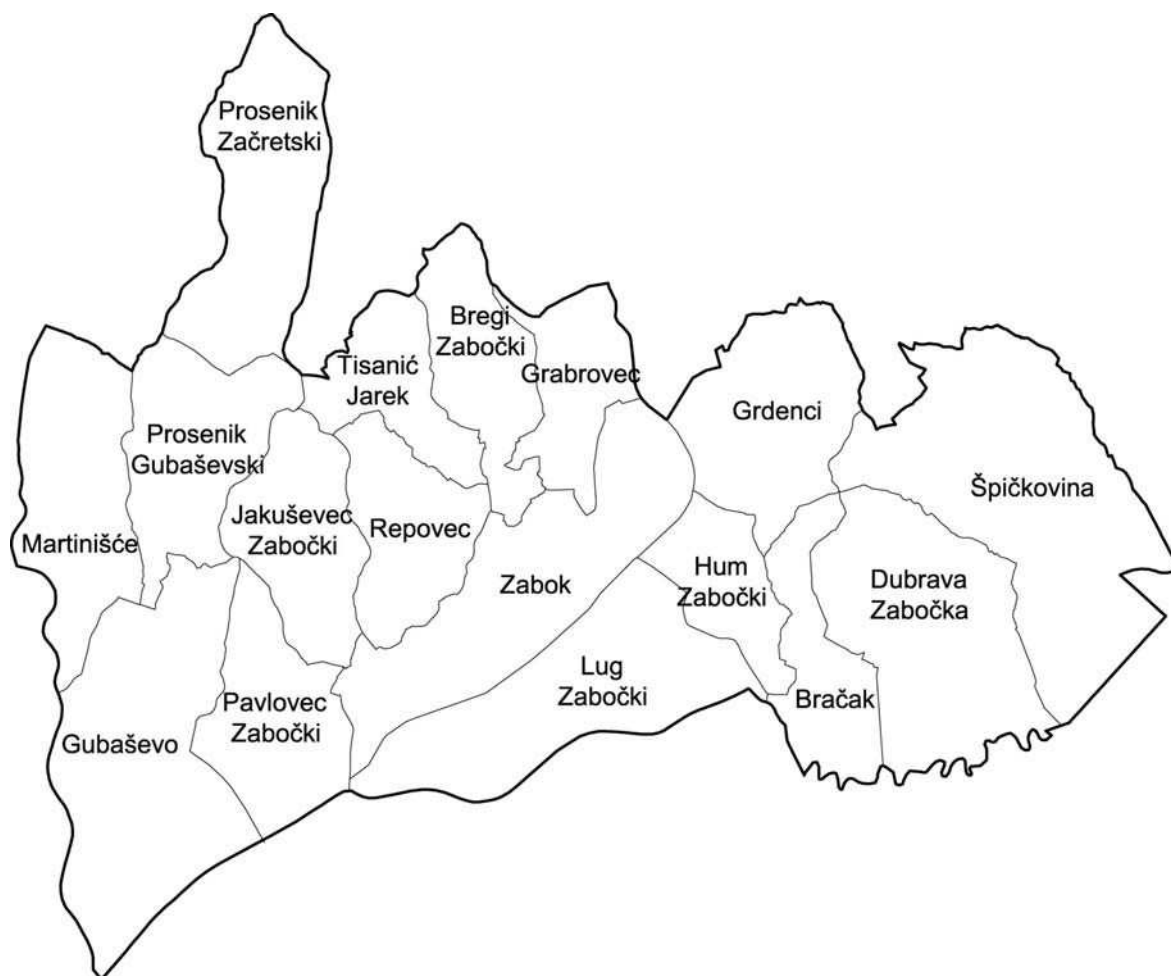 Prosenik
Začretski
Bregi
Zabočki
Tisanić
Jarek
Grabrovec
Grdenci
Prosenik
Gubaševski
Špičkovina
Martinišće
Jakuševec
Zabočki
Repovec
Zabok
Hum
Zabočki
Dubrava
Zabočka
Lug
Zabočki
Gubaševo
Pavlovec
Zabočki
Bračak